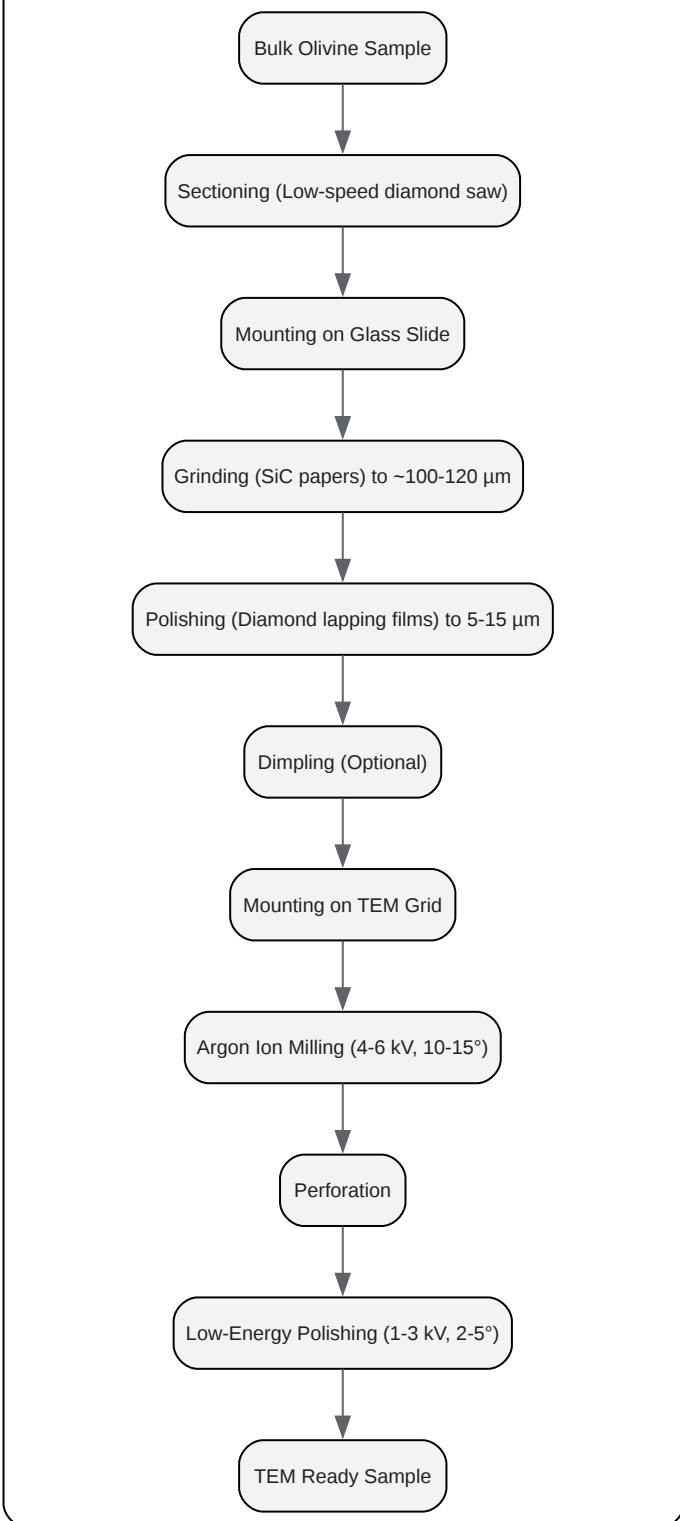 Bulk Olivine Sample
Sectioning (Low-speed diamond saw)
Mounting on Glass Slide
Grinding (SiC papers) to ~100-120 µm
Polishing (Diamond lapping films) to 5-15 µm
Dimpling (Optional)
Mounting on TEM Grid
Argon Ion Milling (4-6 kV, 10-15°)
Perforation
Low-Energy Polishing (1-3 kV, 2-5°)
TEM Ready Sample